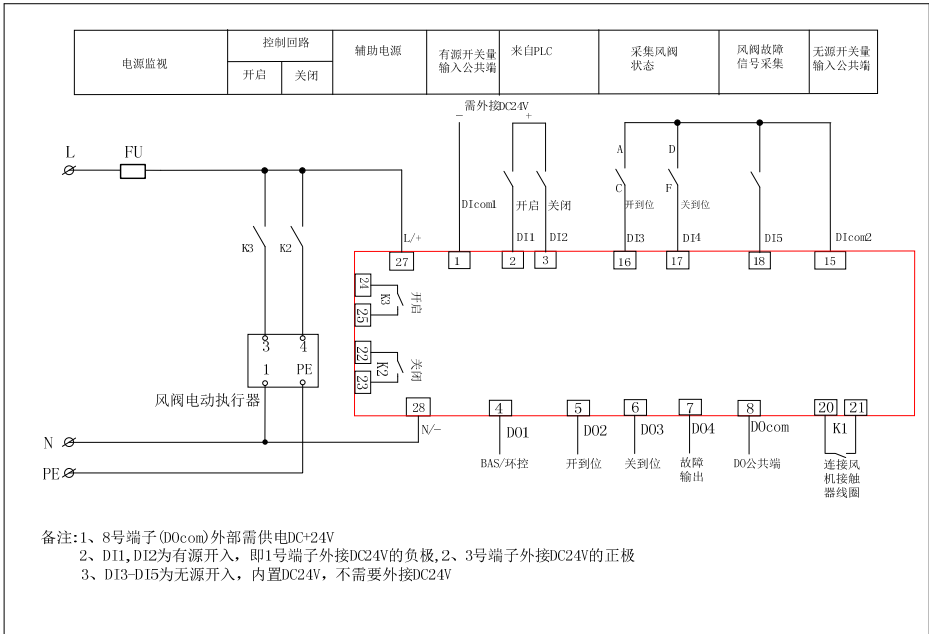 电源监视
控制回路
开启
关闭
辅助电源
有源开关量
输入公共端
来自PLC
采集风阀
状态
风阀故障
信号采集
无源开关量
输入公共端
需外接DC24V
- +
L
FU
A
D
C
F
K3
K2
DIcom1
开启
关闭
开到位
关到位
L/+
DI1
DI2
DI3
DI4
DI5
DIcom2
27
1
2
3
16
17
18
15
24
25
K3
开启
22
23
K2
关闭
3 4
1 PE
风阀电动执行器
28
4
5
6
7
8
20
21
N/-
DO1
DO2
DO3
DO4
DOcom
K1
N
PE
BAS/环控
开到位
关到位
故障
输出
DO公共端
连接风
机接触
器线圈
备注:1、8号端子(DOcom)外部需供电DC+24V
2、DI1,DI2为有源开入，即1号端子外接DC24V的负极,2、3号端子外接DC24V的正极
3、DI3-DI5为无源开入，内置DC24V，不需要外接DC24V